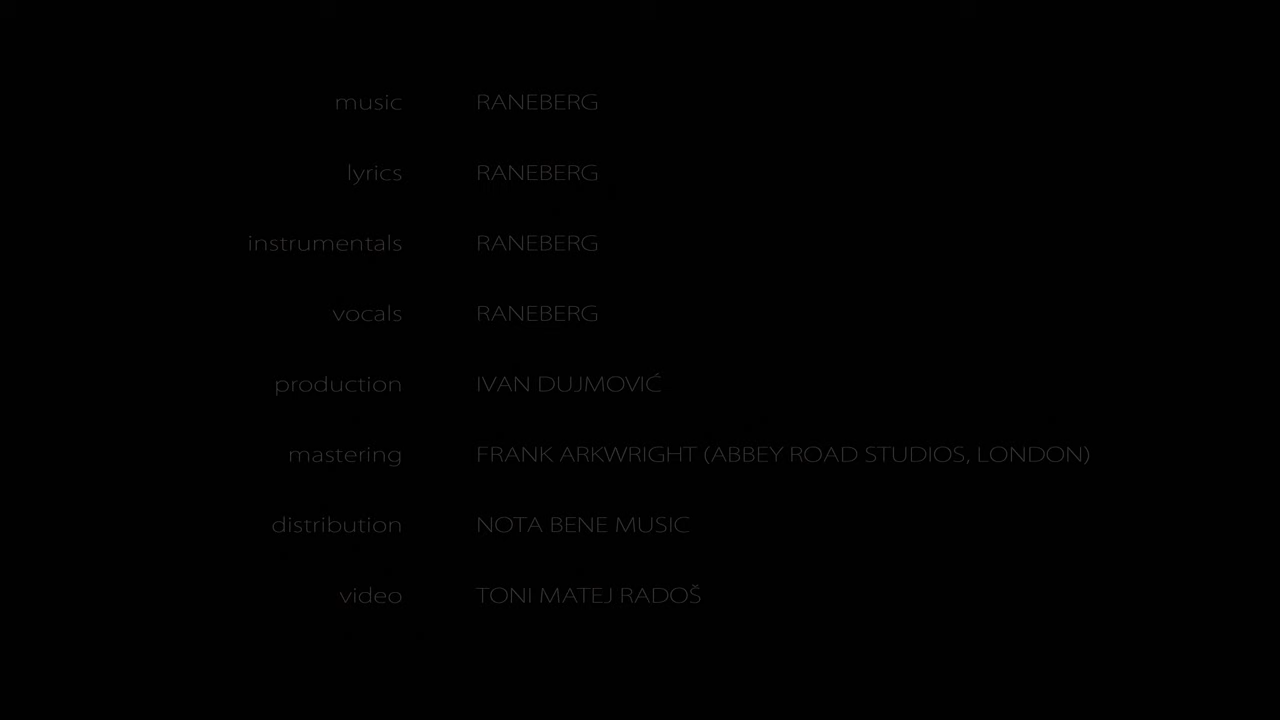 music RANEBERG
lyrics RANEBERG
instrumentals RANEBERG
vocals RANEBERG
production IVAN DUJMOVIĆ
mastering FRANK ARKWRIGHT (ABBEY ROAD STUDIOS, LONDON)
distribution NOTA BENE MUSIC
video TONI MATEJ RADOŠ